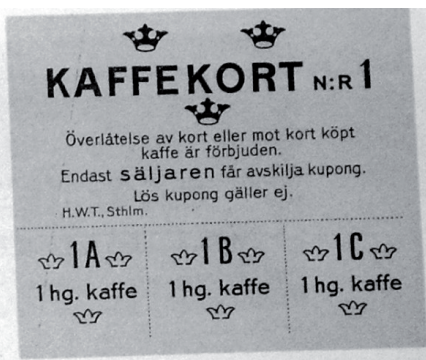 KAFFEKORT N:R 1
Överlåtelse av kort eller mot kort köpt
kaffe är förbjuden.
Endast säljaren får avskilja kupong.
Lös kupong gäller ej.
H.W.T., Sthlm.
1A 1B 1C
1 hg. kaffe 1 hg. kaffe 1 hg. kaffe